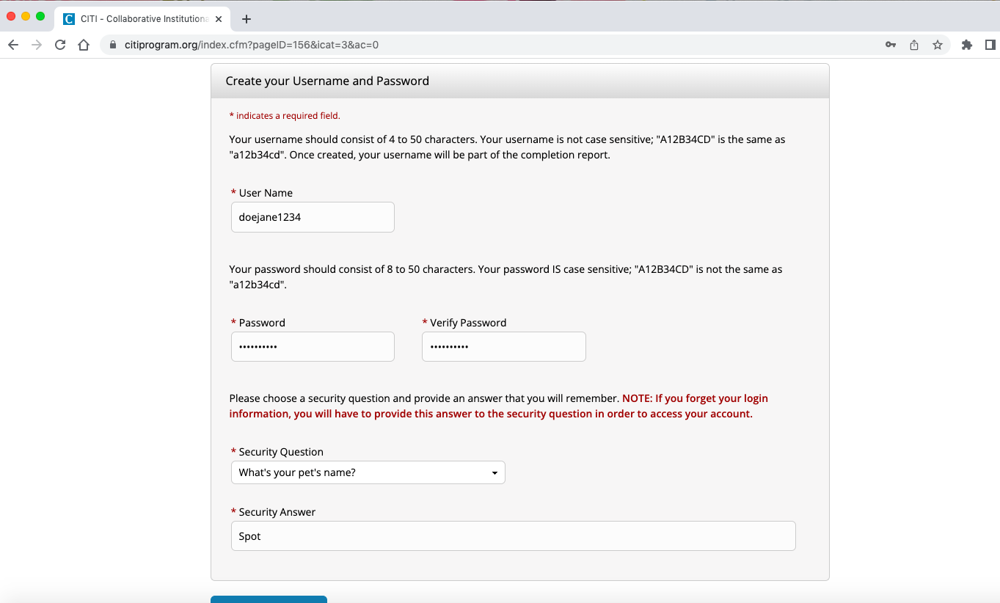 CITI - Collaborative Institutiona
citiprogram.org/index.cfm?pageID=156&icat=3&ac=0
Create your Username and Password
* indicates a required field.
Your username should consist of 4 to 50 characters. Your username is not case sensitive; "A12B34CD" is the same as
"a12b34cd". Once created, your username will be part of the completion report.
* User Name
doejane1234
Your password should consist of 8 to 50 characters. Your password IS case sensitive; "A12B34CD" is not the same as
"a12b34cd".
* Password * Verify Password
•••••••••• ••••••••••
Please choose a security question and provide an answer that you will remember. NOTE: If you forget your login
information, you will have to provide this answer to the security question in order to access your account.
* Security Question
What's your pet's name?
* Security Answer
Spot